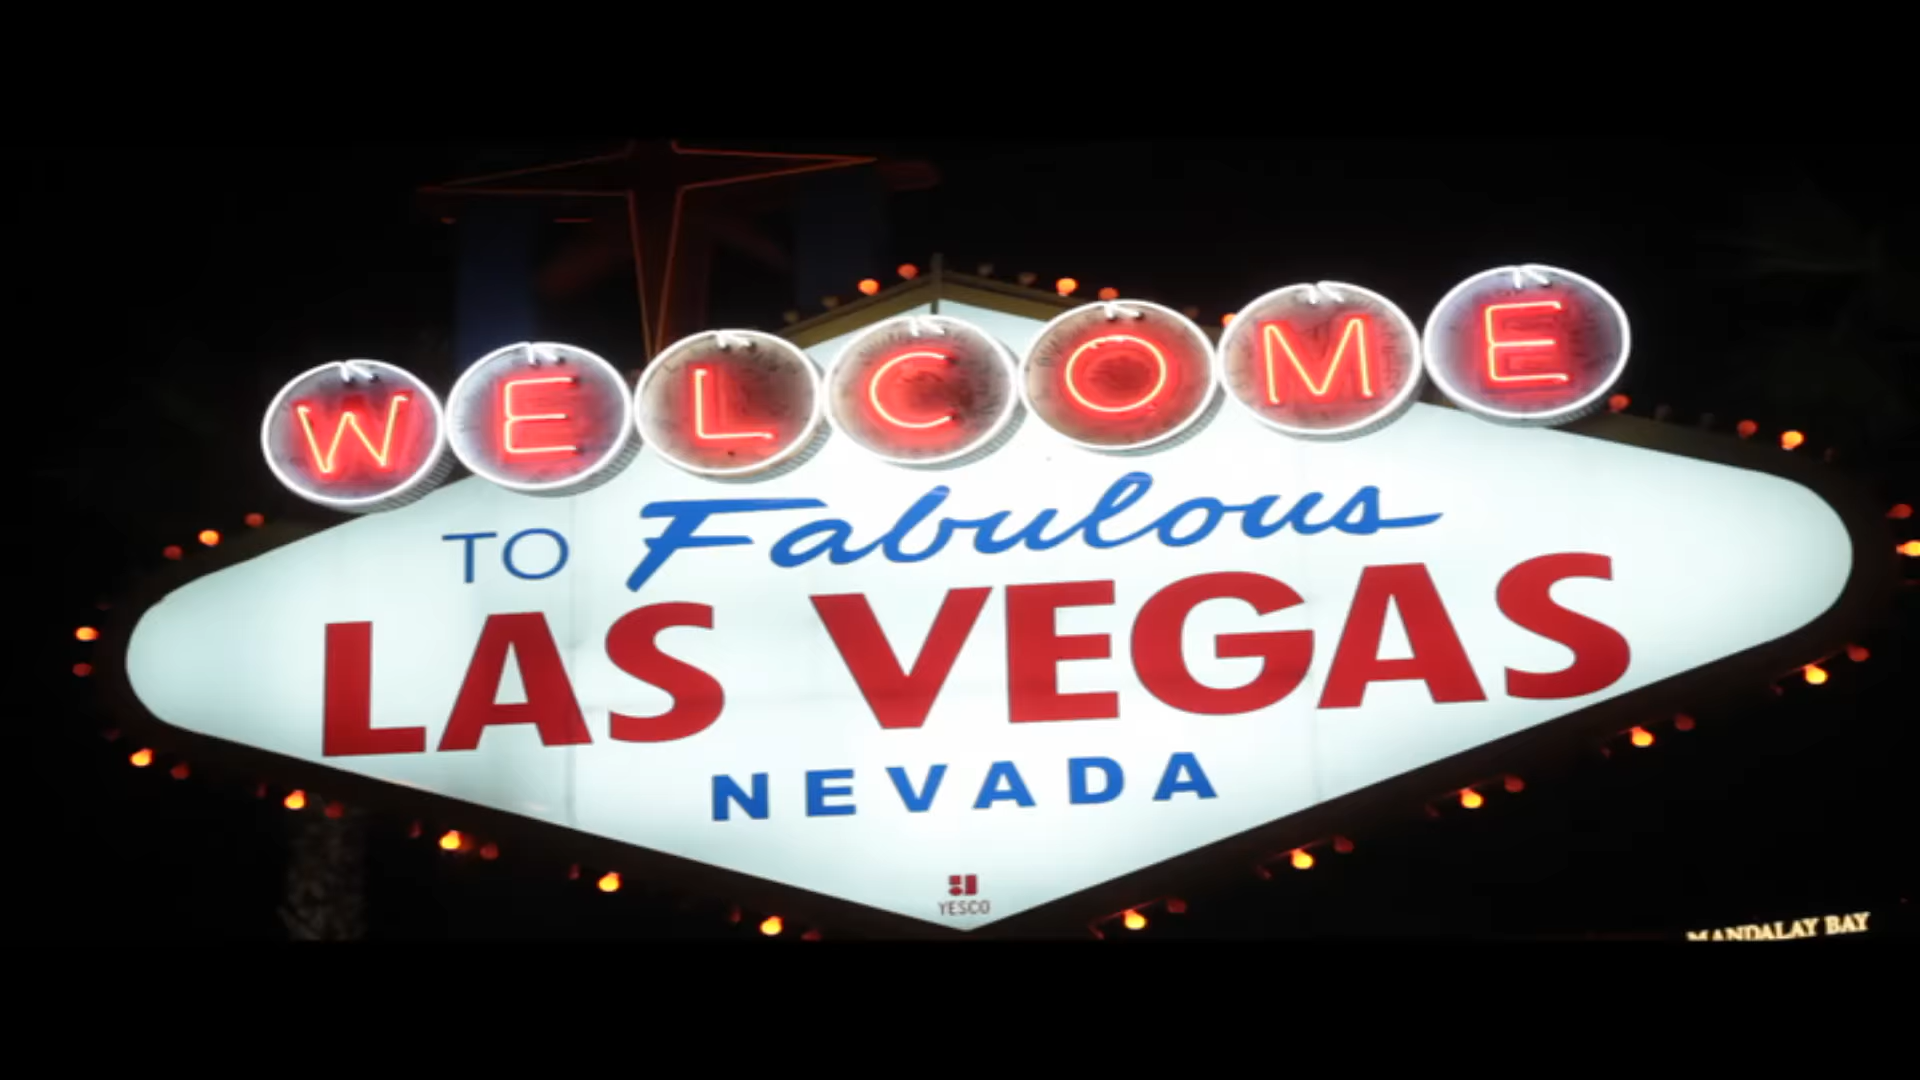 WELCOME
TO Fabulous
LAS VEGAS
NEVADA
YESCO
MANDALAY BAY